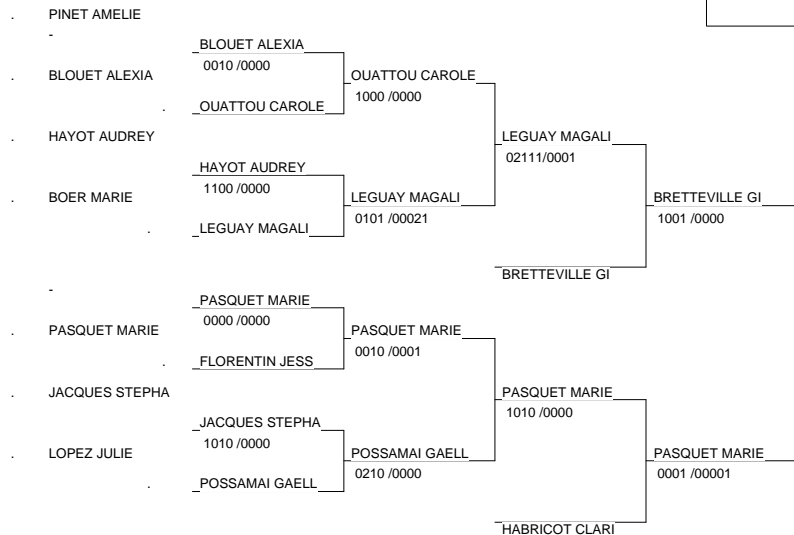 . PINET AMELIE
-
BLOUET ALEXIA
0010 /0000
. BLOUET ALEXIA
OUATTOU CAROLE
1000 /0000
. OUATTOU CAROLE
. HAYOT AUDREY
LEGUAY MAGALI
02111/0001
HAYOT AUDREY
1100 /0000
. BOER MARIE
LEGUAY MAGALI
0101 /00021
BRETTEVILLE GI
1001 /0000
. LEGUAY MAGALI
BRETTEVILLE GI
-
PASQUET MARIE
0000 /0000
. PASQUET MARIE
PASQUET MARIE
0010 /0001
. FLORENTIN JESS
. JACQUES STEPHA
PASQUET MARIE
1010 /0000
JACQUES STEPHA
1010 /0000
. LOPEZ JULIE
POSSAMAI GAELL
0210 /0000
PASQUET MARIE
0001 /00001
. POSSAMAI GAELL
HABRICOT CLARI